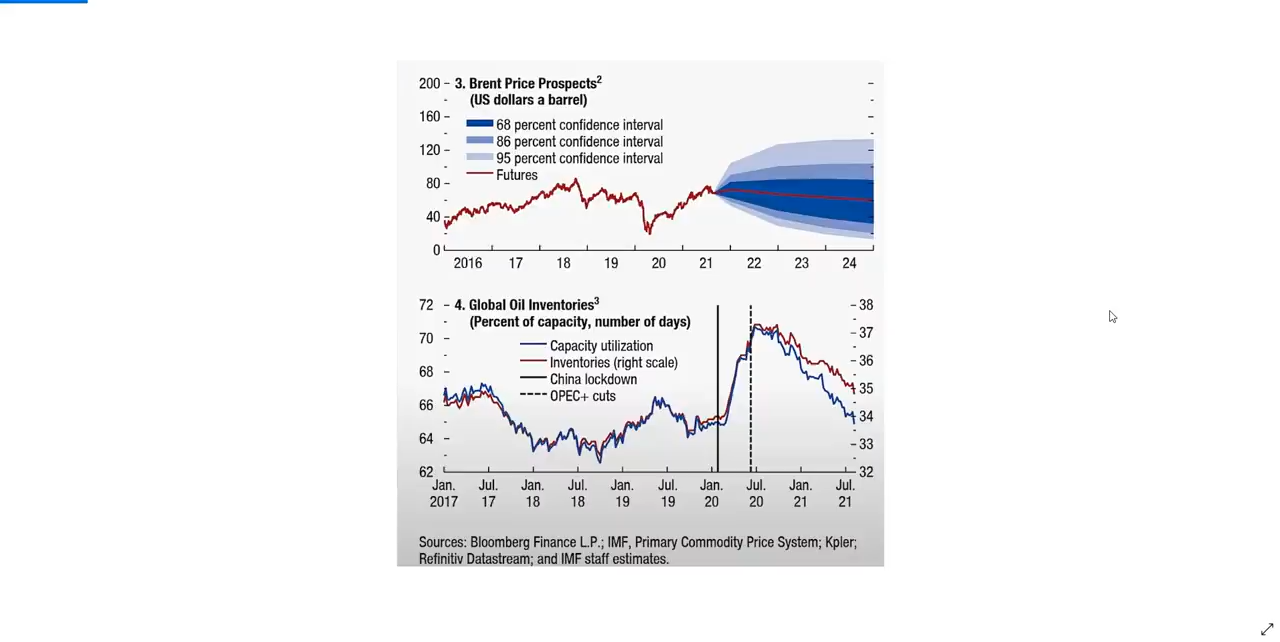 200
3. Brent Price Prospects2
(US dollars a barrel)
160
68 percent confidence interval
86 percent confidence interval
120
95 percent confidence interval
Futures
80
40
0
2016 17 18 19 20 21 22 23 24
72 4. Global Oil Inventories3 38
(Percent of capacity, number of days)
70 37
Capacity utilization
Inventories (right scale)
36
68
China lockdown
35
OPEC+ cuts
66
34
64
33
62 32
Jan. Jul. Jan. Jul. Jan. Jul. Jan. Jul. Jan. Jul.
2017 17 18 18 19 19 20 20 21 21
Sources: Bloomberg Finance L.P.; IMF, Primary Commodity Price System; Kpler;
Refinitiv Datastream; and IMF staff estimates.